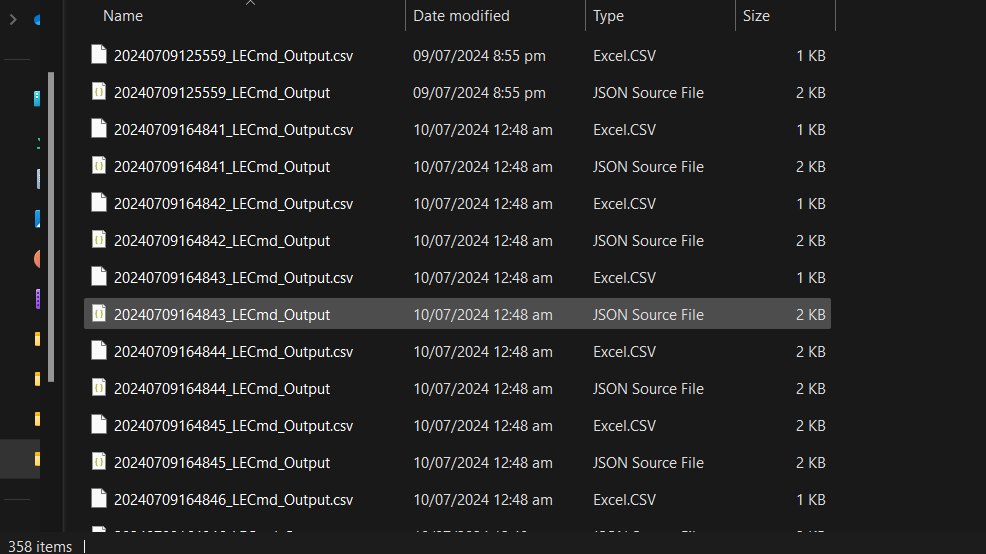 Name Date modified Type Size
20240709125559_LECmd_Output.csv 09/07/2024 8:55 pm Excel.CSV 1 KB
20240709125559_LECmd_Output 09/07/2024 8:55 pm JSON Source File 2 KB
20240709164841_LECmd_Output.csv 10/07/2024 12:48 am Excel.CSV 1 KB
20240709164841_LECmd_Output 10/07/2024 12:48 am JSON Source File 2 KB
20240709164842_LECmd_Output.csv 10/07/2024 12:48 am Excel.CSV 1 KB
20240709164842_LECmd_Output 10/07/2024 12:48 am JSON Source File 2 KB
20240709164843_LECmd_Output.csv 10/07/2024 12:48 am Excel.CSV 1 KB
20240709164843_LECmd_Output 10/07/2024 12:48 am JSON Source File 2 KB
20240709164844_LECmd_Output.csv 10/07/2024 12:48 am Excel.CSV 2 KB
20240709164844_LECmd_Output 10/07/2024 12:48 am JSON Source File 2 KB
20240709164845_LECmd_Output.csv 10/07/2024 12:48 am Excel.CSV 2 KB
20240709164845_LECmd_Output 10/07/2024 12:48 am JSON Source File 2 KB
20240709164846_LECmd_Output.csv 10/07/2024 12:48 am Excel.CSV 1 KB
358 items